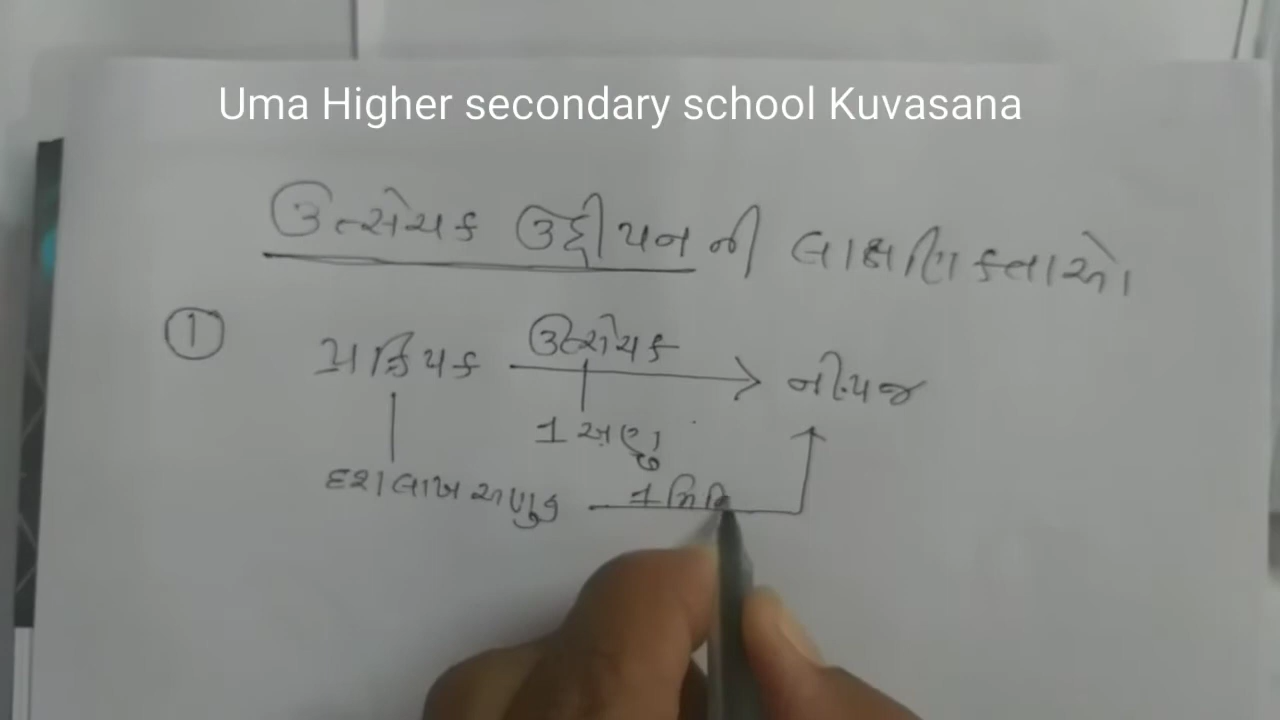 Uma Higher secondary school Kuvasana
ઉત્સેચક ઉદ્દીપનની લાક્ષણિકતાઓ
① પ્રક્રિયક ઉત્સેચક નીપજ
1 અણુ
દશલાખ અણુક 1 મિનિ